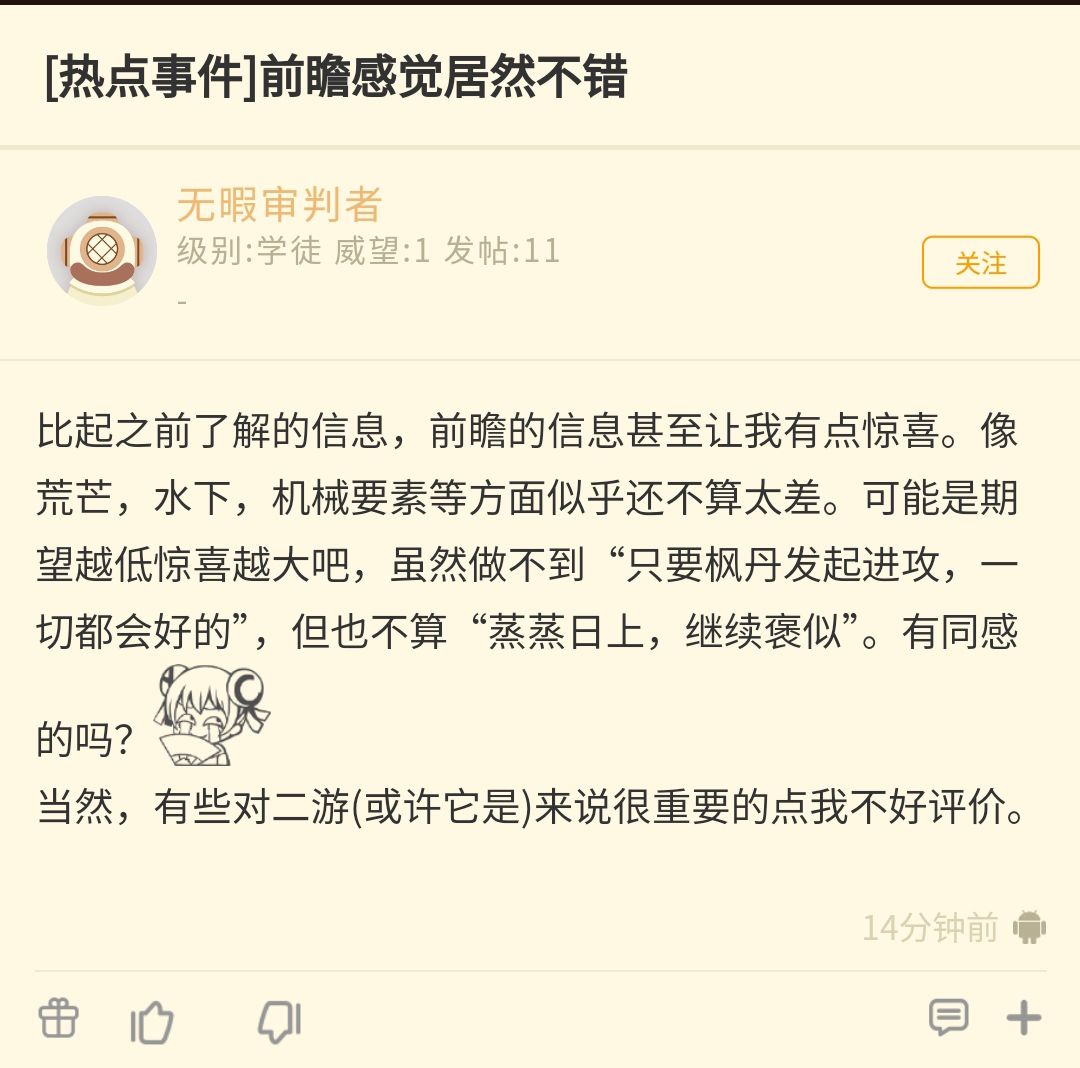 [热点事件]前瞻感觉居然不错
无暇审判者
级别:学徒 威望:1 发帖:11
-
关注
比起之前了解的信息，前瞻的信息甚至让我有点惊喜。像
荒芒，水下，机械要素等方面似乎还不算太差。可能是期
望越低惊喜越大吧，虽然做不到“只要枫丹发起进攻，一
切都会好的”，但也不算“蒸蒸日上，继续褒似”。有同感
的吗？
当然，有些对二游(或许它是)来说很重要的点我不好评价。
14分钟前